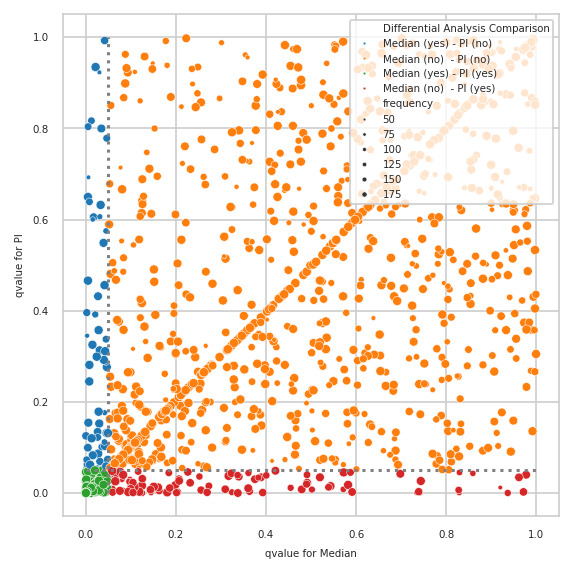 Differential Analysis Comparison
Median (yes) - PI (no)
Median (no)  - PI (no)
Median (yes) - PI (yes)
Median (no)  - PI (yes)
frequency
50
75
100
125
150
175
qvalue for PI
1.0
0.8
0.6
0.4
0.2
0.0
0.0 0.2 0.4 0.6 0.8 1.0
qvalue for Median